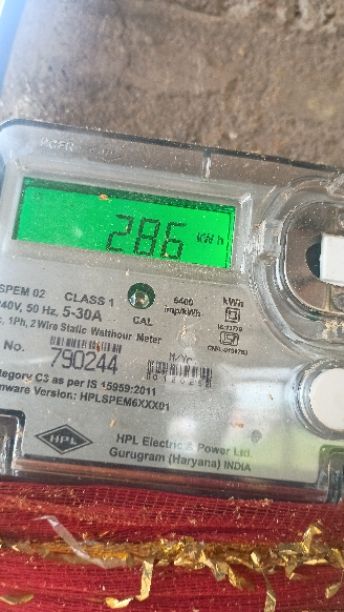 286 kWh
SPEM 02 CLASS 1 6400 imp/kWh kWh
240V, 50 Hz, 5-30A CAL
1Ph, 2 Wire Static Watthour Meter
No. 790244
Category C3 as per IS 15959:2011
Firmware Version: HPLSPEM6XXX01
HPL
HPL Electric & Power Ltd.
Gurugram (Haryana) INDIA